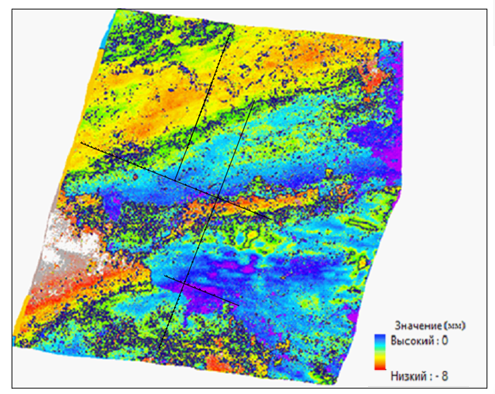 Значение (мм)
Высокий : 0
Низкий : - 8